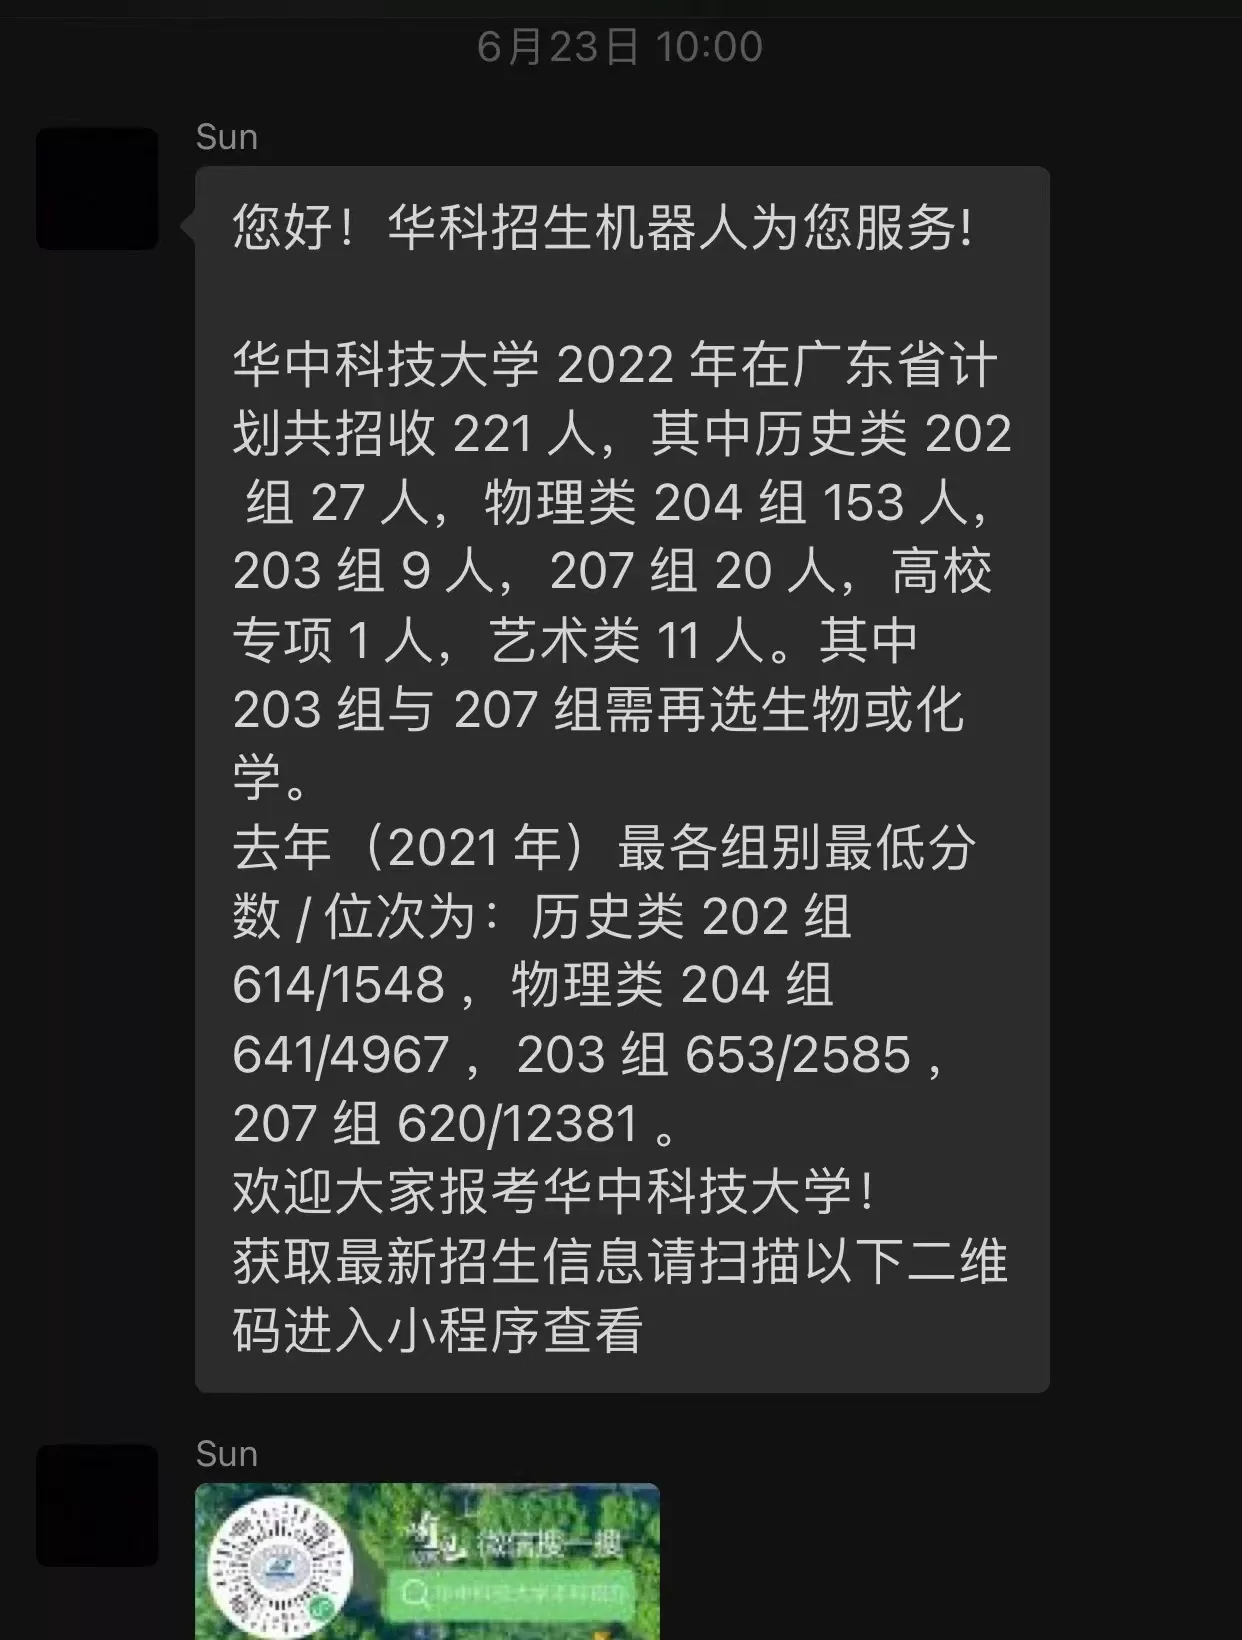 6月23日 10:00
Sun
您好！华科招生机器人为您服务!
华中科技大学 2022 年在广东省计
划共招收 221 人，其中历史类 202
组 27 人，物理类 204 组 153 人，
203 组 9 人，207 组 20 人，高校
专项 1 人，艺术类 11 人。其中
203 组与 207 组需再选生物或化
学。
去年（2021 年）最各组别最低分
数 / 位次为：历史类 202 组
614/1548 ，物理类 204 组
641/4967 ，203 组 653/2585 ，
207 组 620/12381 。
欢迎大家报考华中科技大学！
获取最新招生信息请扫描以下二维
码进入小程序查看
Sun
微信搜一搜